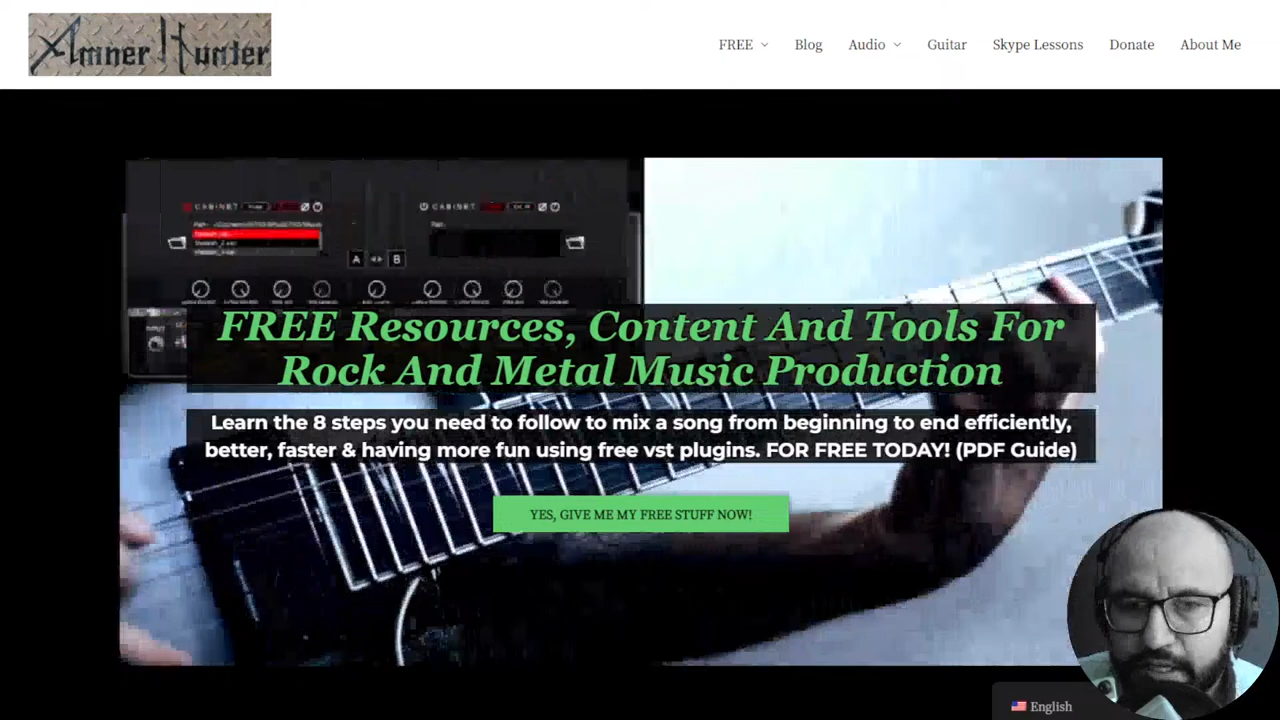 Amner Hunter
FREE
Blog
Audio
Guitar
Skype Lessons
Donate
About Me
CABINET
CABINET
A
B
FREE Resources, Content And Tools For
Rock And Metal Music Production
Learn the 8 steps you need to follow to mix a song from beginning to end efficiently,
better, faster & having more fun using free vst plugins. FOR FREE TODAY! (PDF Guide)
YES, GIVE ME MY FREE STUFF NOW!
English